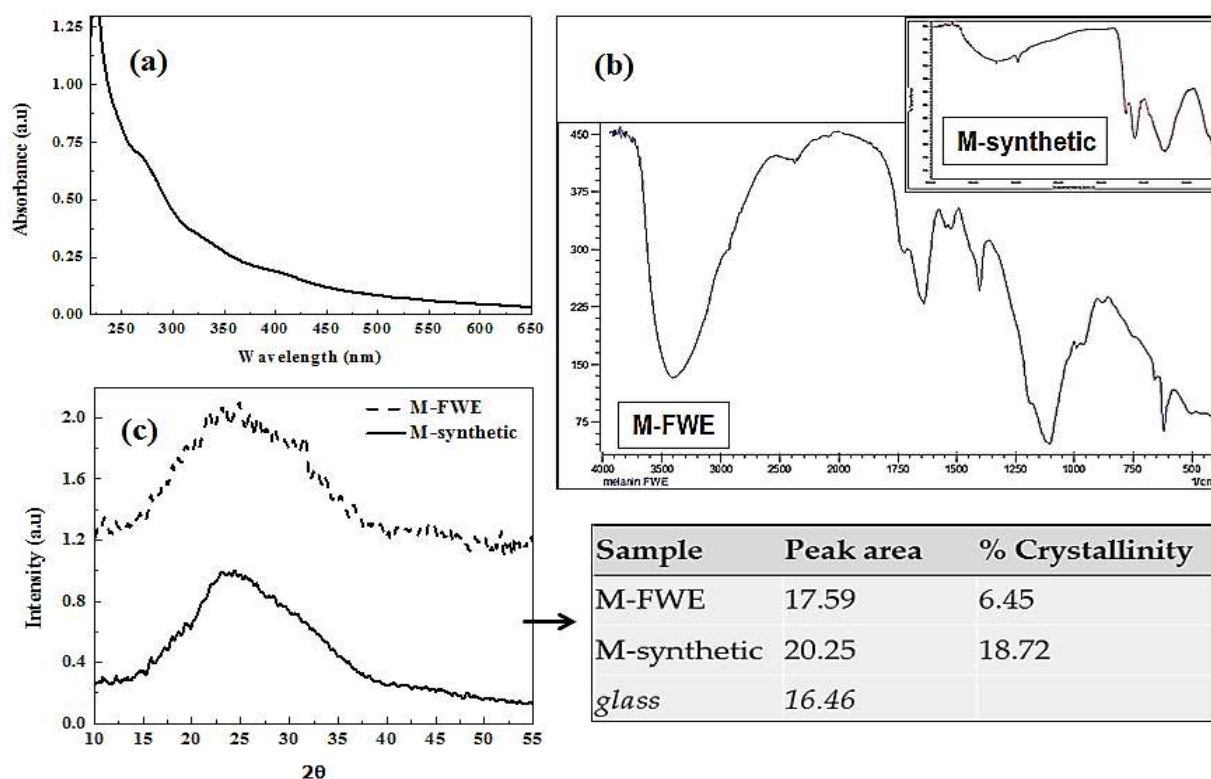 (a)
Absorbance (a.u)
1.25
1.00
0.75
0.50
0.25
0.00
250 300 350 400 450 500 550 600 650
Wavelength (nm)
(b)
M-synthetic
450
375
300
225
150
75
M-FWE
4000 3500 3000 2500 2000 1750 1500 1250 1000 750 500
melanin FWE 1/cm
(c)
M-FWE
M-synthetic
Intensity (a.u)
2.0
1.6
1.2
0.8
0.4
0.0
10 15 20 25 30 35 40 45 50 55
2θ
Sample Peak area % Crystallinity
M-FWE 17.59 6.45
M-synthetic 20.25 18.72
glass 16.46